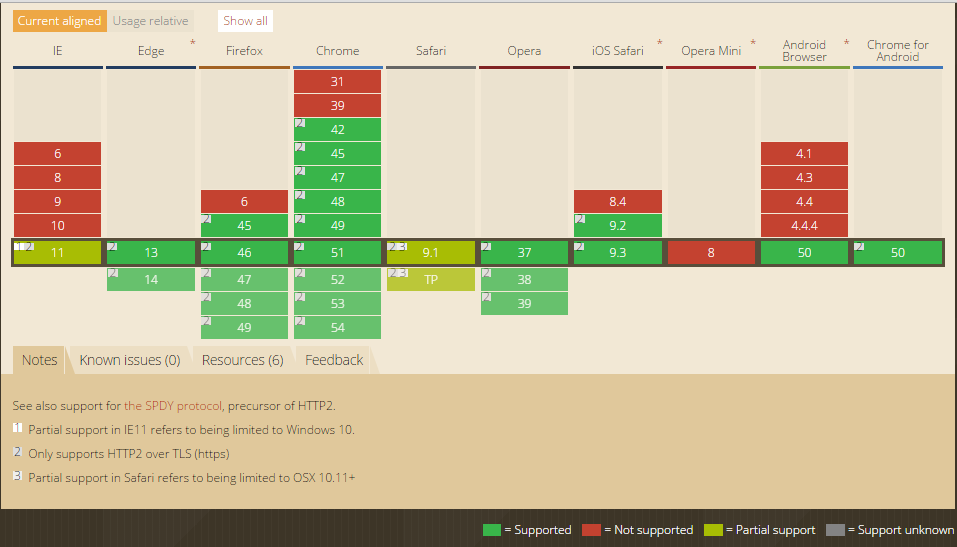 Current aligned Usage relative Show all
IE Edge * Firefox Chrome Safari Opera iOS Safari * Opera Mini * Android Browser * Chrome for Android
31
39
2 42
6 2 45 4.1
8 2 47 4.3
9 6 2 48 8.4 4.4
10 2 45 2 49 2 9.2 4.4.4
1 2 11 2 13 2 46 2 51 2 3 9.1 2 37 2 9.3 8 50 2 50
2 14 2 47 2 52 2 3 TP 2 38
2 48 2 53 2 39
2 49 2 54
Notes Known issues (0) Resources (6) Feedback
See also support for the SPDY protocol, precursor of HTTP2.
1 Partial support in IE11 refers to being limited to Windows 10.
2 Only supports HTTP2 over TLS (https)
3 Partial support in Safari refers to being limited to OSX 10.11+
= Supported = Not supported = Partial support = Support unknown